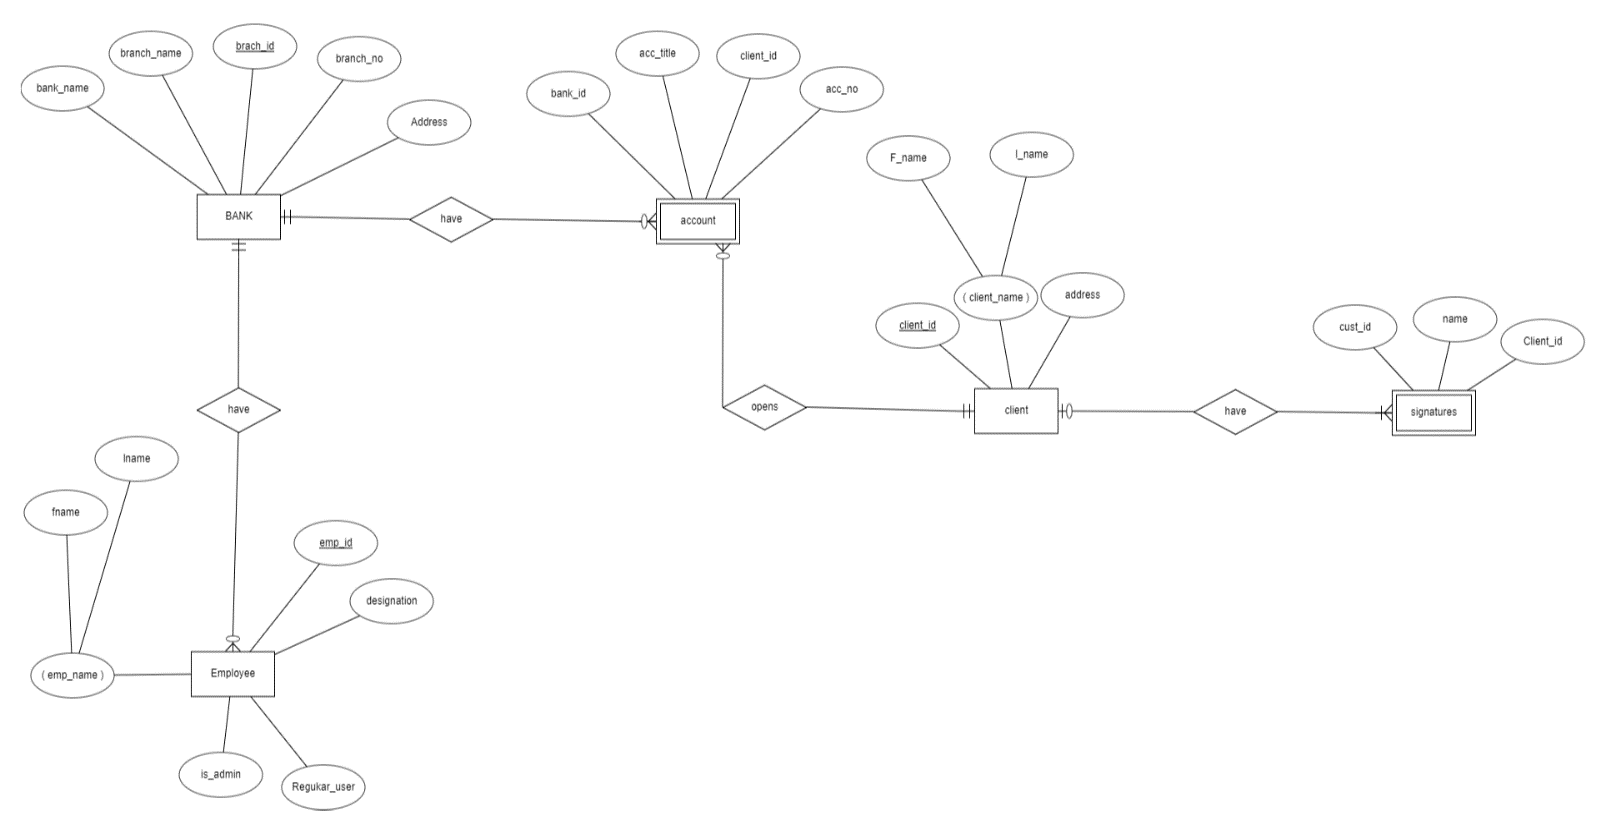 brach_id
branch_name
branch_no
bank_name
Address
BANK
acc_title
client_id
bank_id
acc_no
have
account
F_name
l_name
( client_name )
address
client_id
client
opens
have
cust_id
name
Client_id
signatures
have
lname
fname
emp_id
designation
( emp_name )
Employee
is_admin
Regukar_user